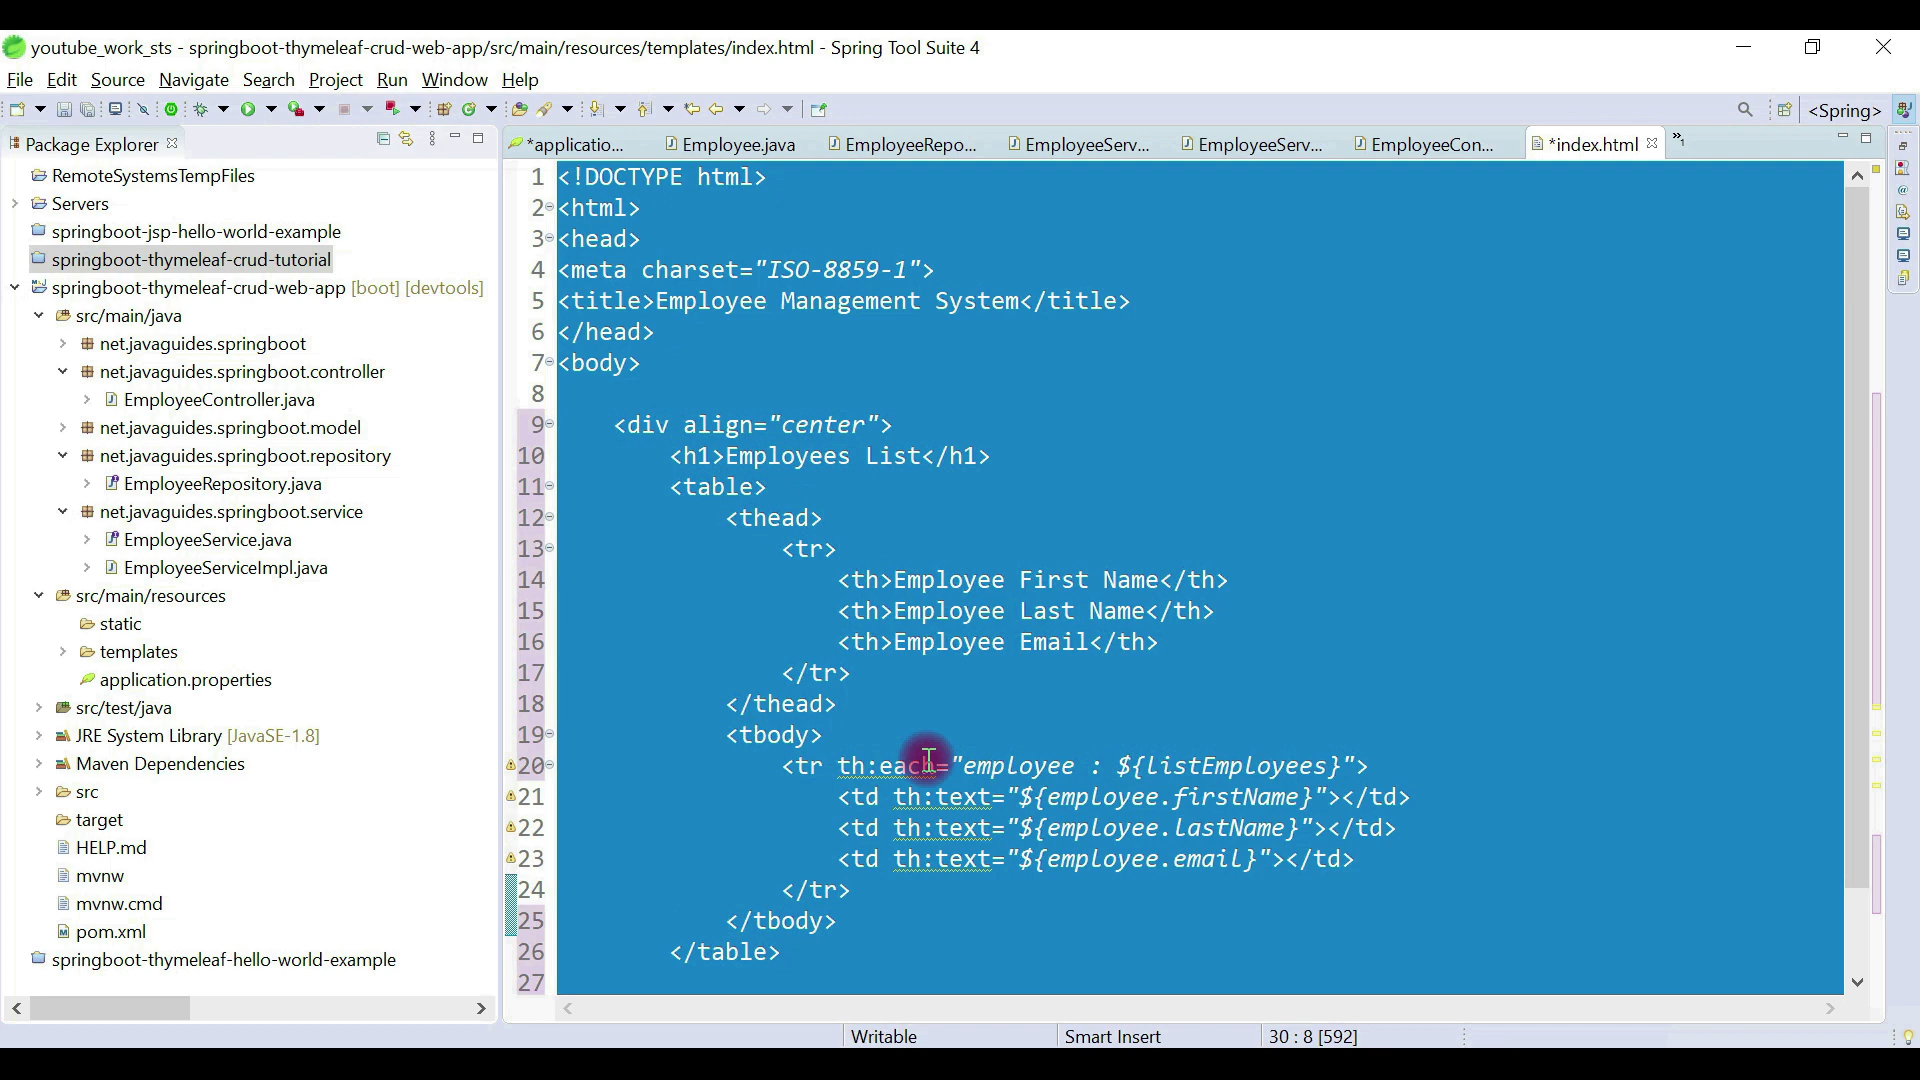 youtube_work_sts - springboot-thymeleaf-crud-web-app/src/main/resources/templates/index.html - Spring Tool Suite 4
File Edit Source Navigate Search Project Run Window Help
<Spring>
Package Explorer
*applicatio... Employee.java EmployeeRepo... EmployeeServ... EmployeeServ... EmployeeCon... *index.html »1
RemoteSystemsTempFiles
Servers
springboot-jsp-hello-world-example
springboot-thymeleaf-crud-tutorial
springboot-thymeleaf-crud-web-app [boot] [devtools]
src/main/java
net.javaguides.springboot
net.javaguides.springboot.controller
EmployeeController.java
net.javaguides.springboot.model
net.javaguides.springboot.repository
EmployeeRepository.java
net.javaguides.springboot.service
EmployeeService.java
EmployeeServiceImpl.java
src/main/resources
static
templates
application.properties
src/test/java
JRE System Library [JavaSE-1.8]
Maven Dependencies
src
target
HELP.md
mvnw
mvnw.cmd
pom.xml
springboot-thymeleaf-hello-world-example
1 <!DOCTYPE html>
2 <html>
3 <head>
4 <meta charset="ISO-8859-1">
5 <title>Employee Management System</title>
6 </head>
7 <body>
8
9 <div align="center">
10 <h1>Employees List</h1>
11 <table>
12 <thead>
13 <tr>
14 <th>Employee First Name</th>
15 <th>Employee Last Name</th>
16 <th>Employee Email</th>
17 </tr>
18 </thead>
19 <tbody>
20 <tr th:each="employee : ${listEmployees}">
21 <td th:text="${employee.firstName}"></td>
22 <td th:text="${employee.lastName}"></td>
23 <td th:text="${employee.email}"></td>
24 </tr>
25 </tbody>
26 </table>
27
Writable Smart Insert 30 : 8 [592]